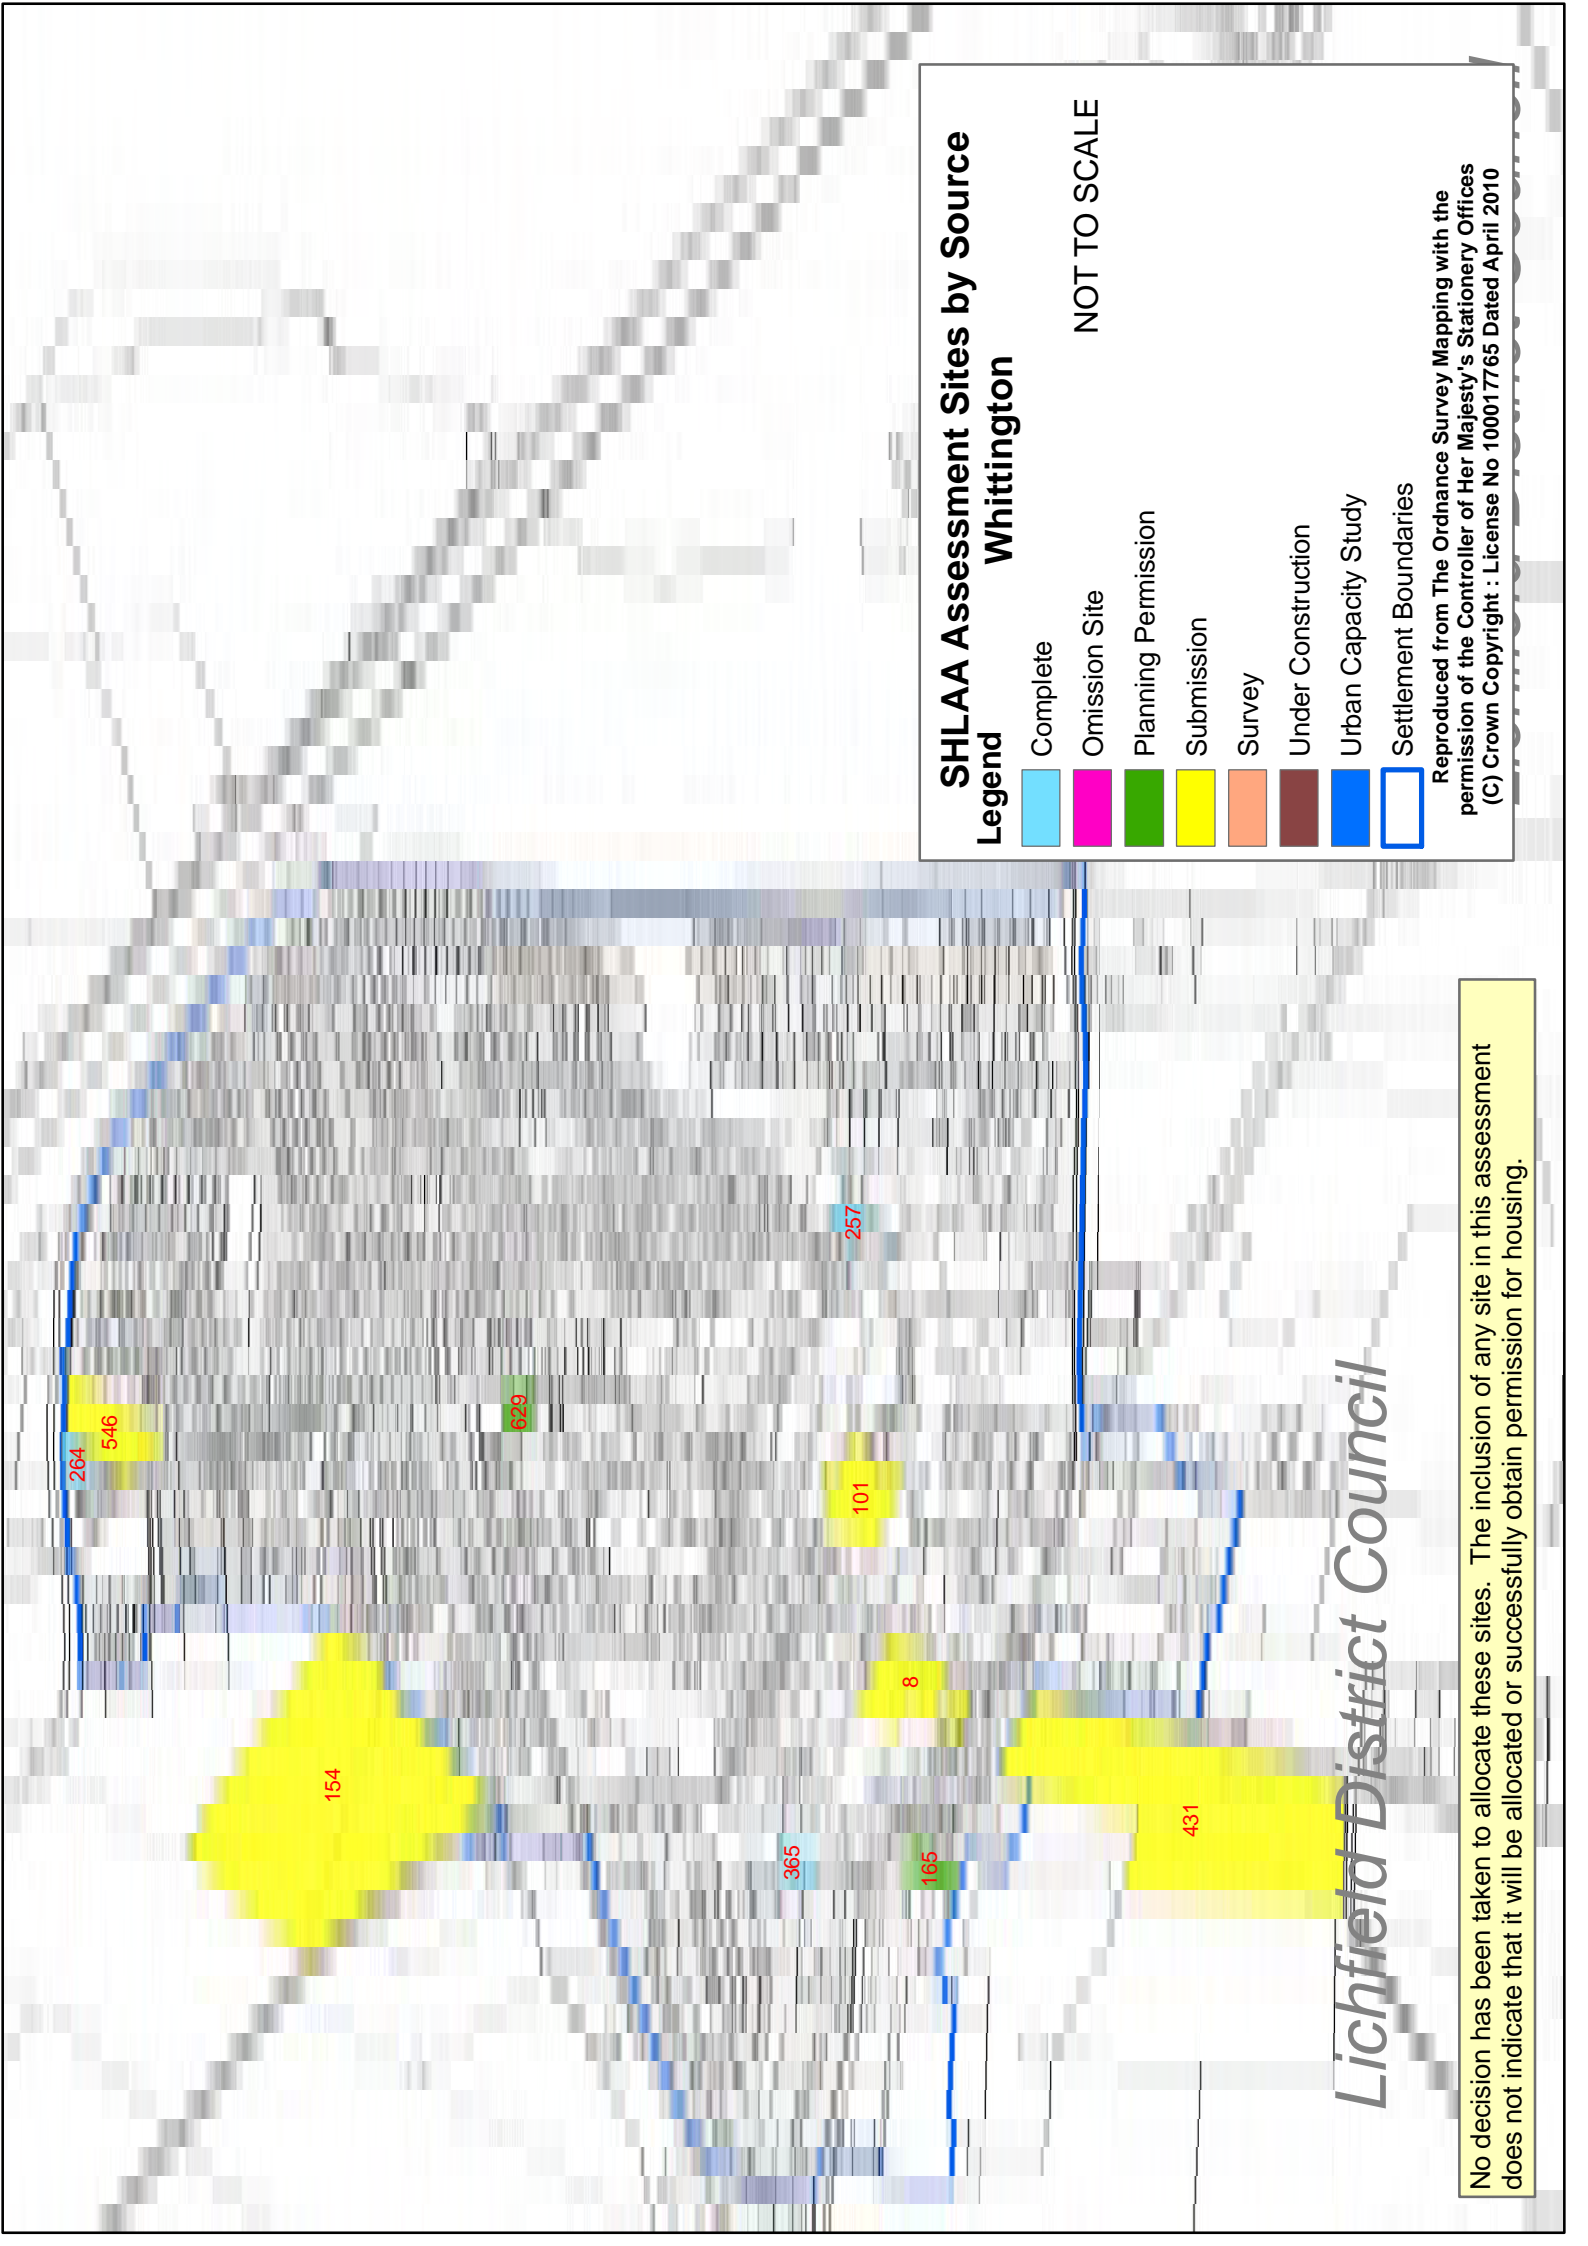 SHLAA Assessment Sites by Source
Whittington
Legend
NOT TO SCALE
Complete
Omission Site
Planning Permission
Submission
Survey
Under Construction
Urban Capacity Study
Settlement Boundaries
Reproduced from The Ordnance Survey Mapping with the
permission of the Controller of Her Majesty's Stationery Offices
(C) Crown Copyright : License No 100017765 Dated April 2010
264
546
629
257
101
154
8
365
165
431
Lichfield District Council
No decision has been taken to allocate these sites.  The inclusion of any site in this assessment
does not indicate that it will be allocated or successfully obtain permission for housing.